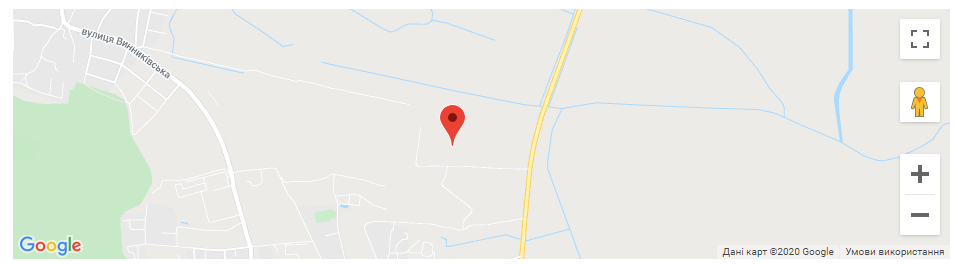 вулиця Винниківська
Google
Дані карт ©2020 Google
Умови використання